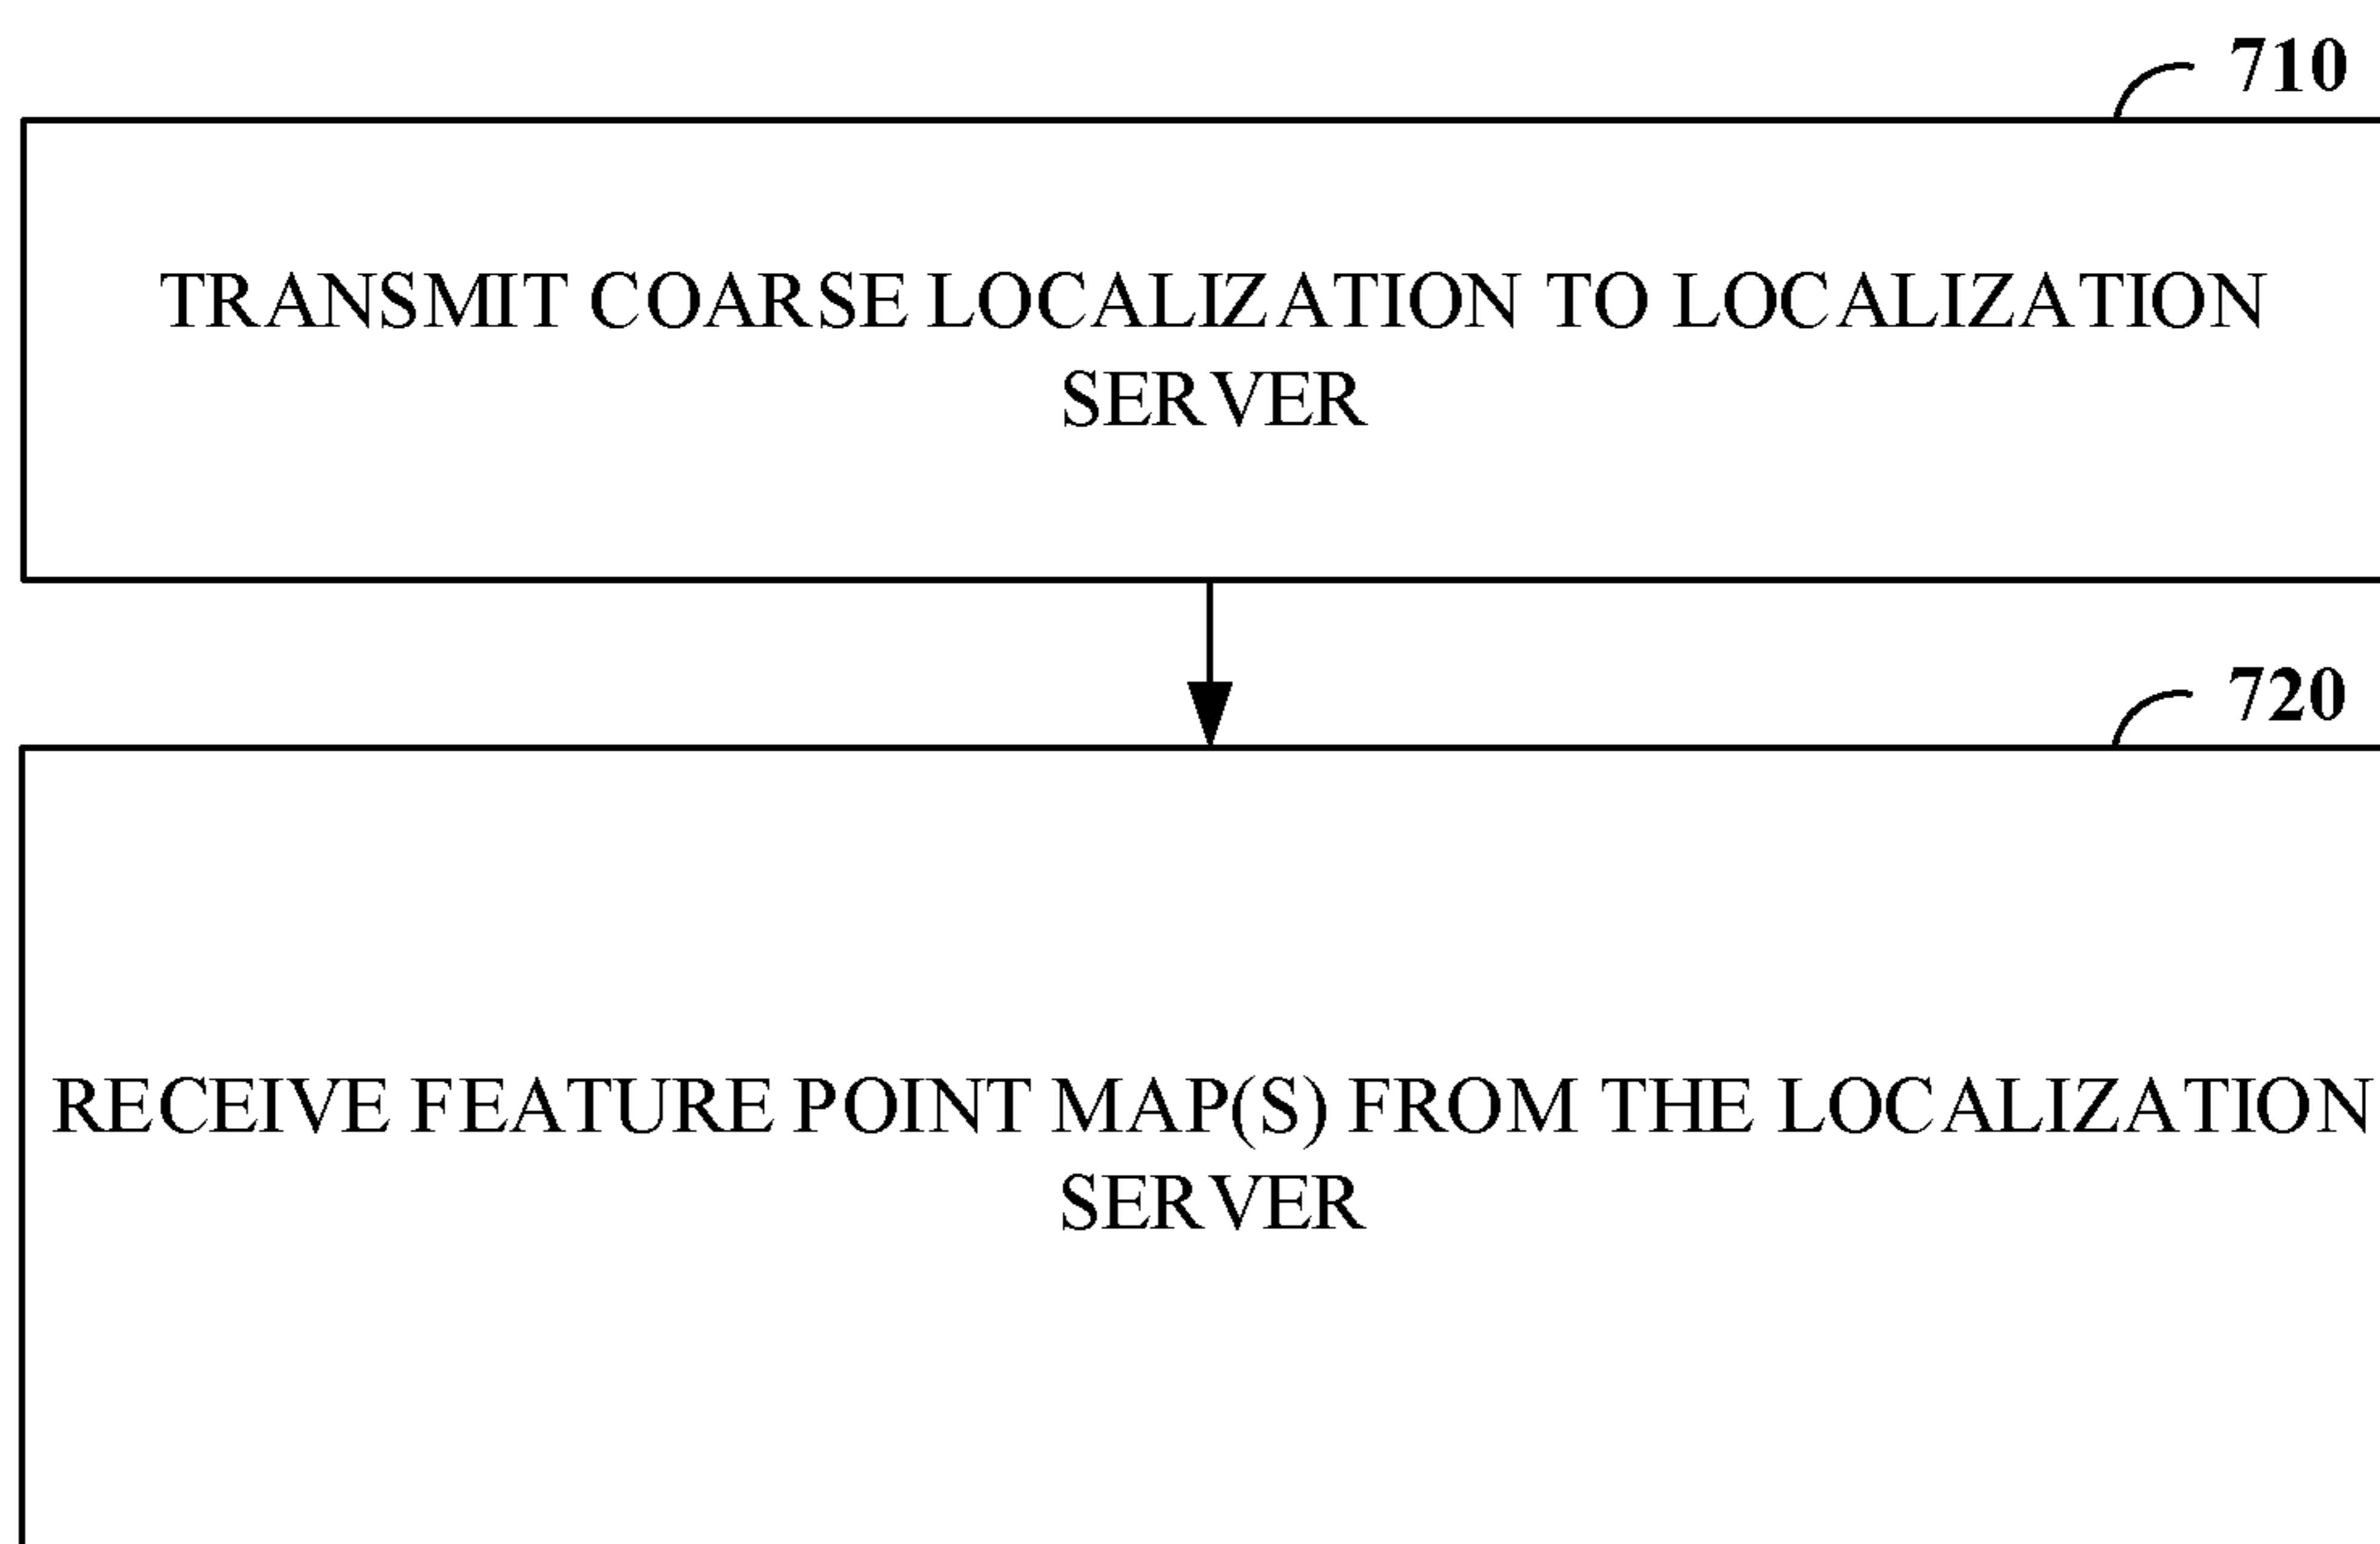 710
TRANSMIT COARSE LOCALIZATION TO LOCALIZATION
SERVER
720
RECEIVE FEATURE POINT MAP(S) FROM THE LOCALIZATION
SERVER